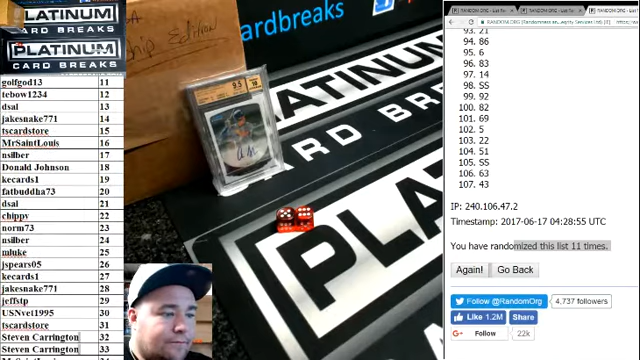 PLATINUM
CARD BREAKS
PLATINUM
CARD BREAKS
golfgod13 11
tebow1234 12
dsal 13
jakesnake771 14
tscardstore 15
MrSaintLouis 16
nsilber 17
Donald Johnson 18
kecards1 19
fatbuddha73 20
dsal 21
chippy 22
norm73 23
nsilber 24
mluke 25
jspears05 26
kecards1 27
jakesnake771 28
jeffstp 29
USNvet1995 30
tscardstore 31
Steven Carrington 32
Steven Carrington 33
Edition
cardbreaks
9.5
10
PLATINUM
CARD BRE
PLA
93. 21
94. 86
95. 6
96. 83
97. 14
98. SS
99. 92
100. 82
101. 69
102. 5
103. 22
104. 51
105. SS
106. 63
107. 43
IP: 240.106.47.2
Timestamp: 2017-06-17 04:28:55 UTC
You have randomized this list 11 times.
Again! Go Back
Follow @RandomOrg 4,737 followers
Like 1.2M Share
Follow 22k